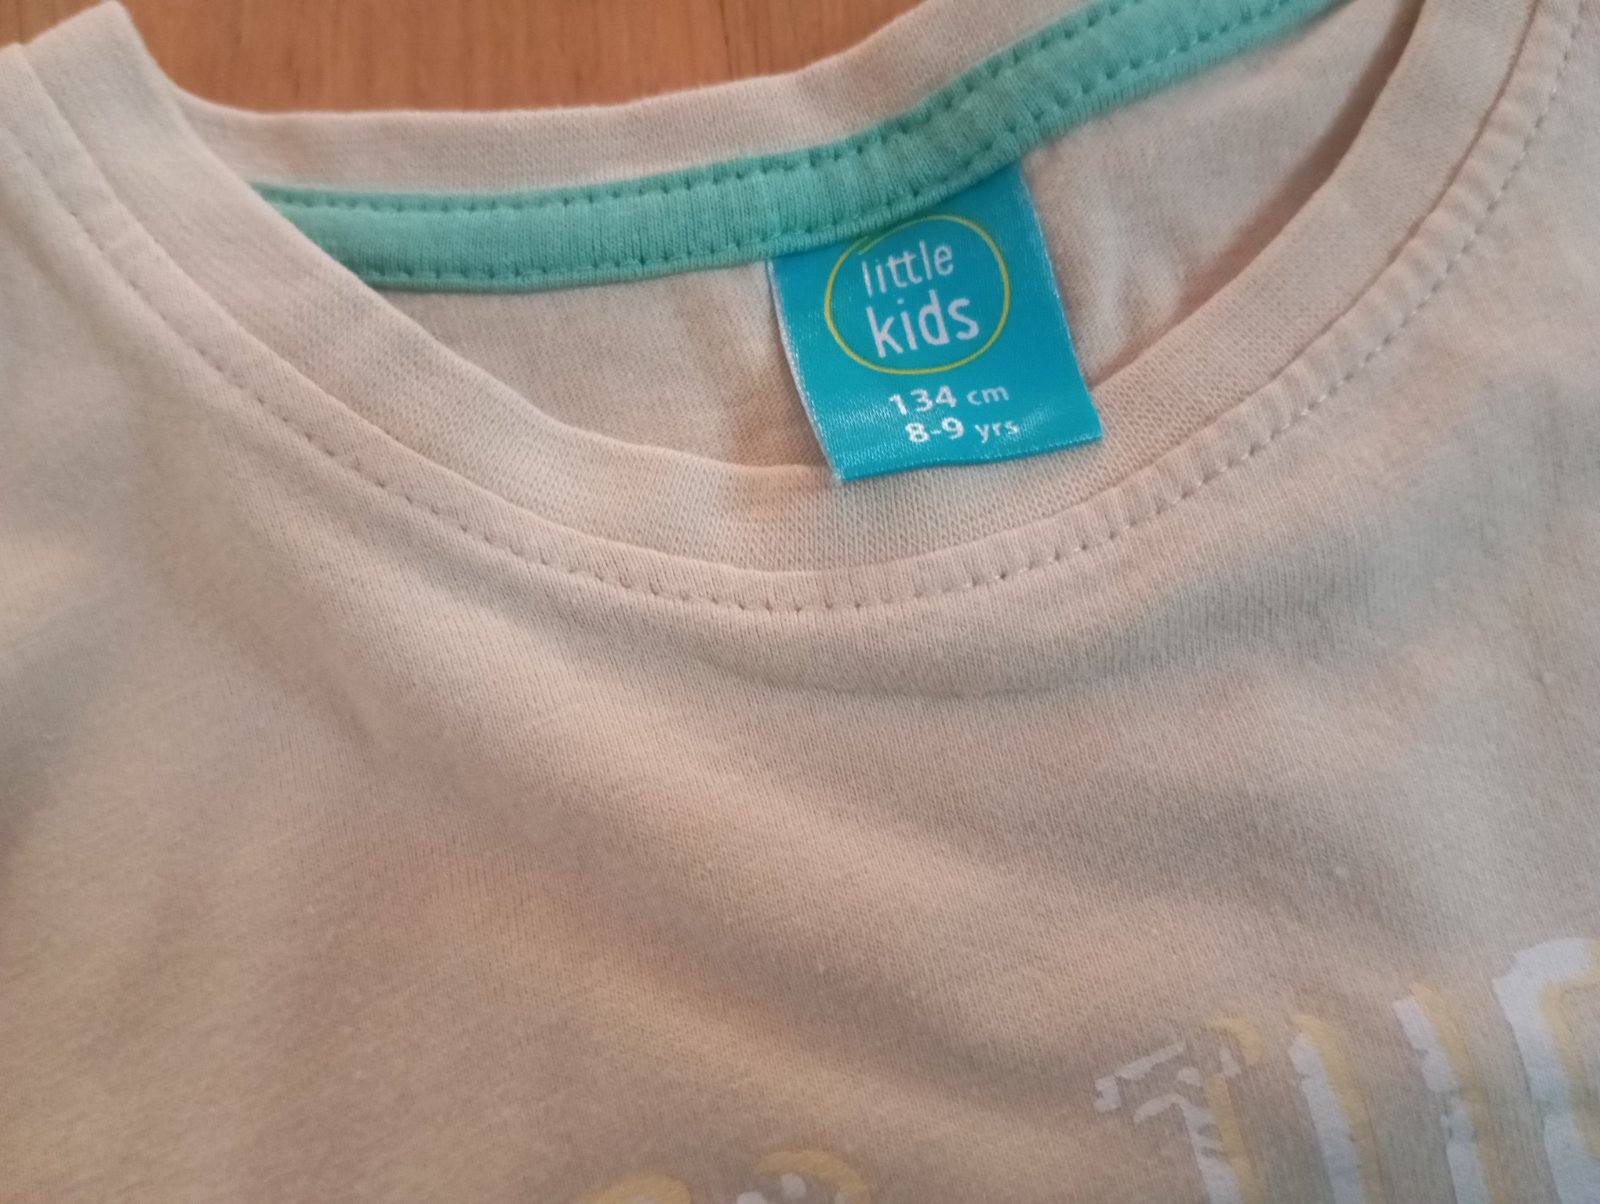 little
kids
134 cm
8-9 yrs